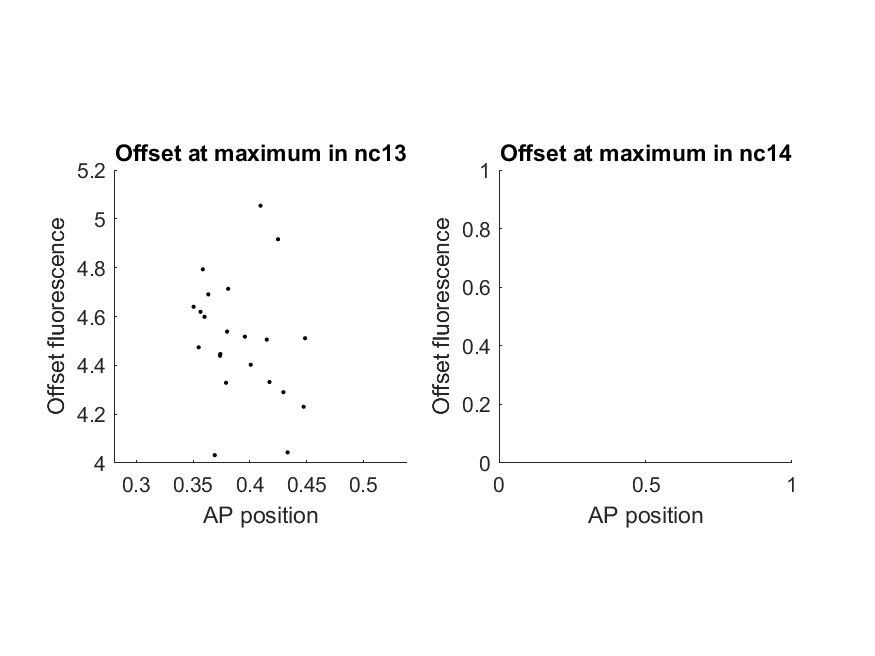 Offset at maximum in nc13
Offset fluorescence
5.2
5
4.8
4.6
4.4
4.2
4
0.3 0.35 0.4 0.45 0.5
AP position
Offset at maximum in nc14
Offset fluorescence
1
0.8
0.6
0.4
0.2
0
0 0.5 1
AP position